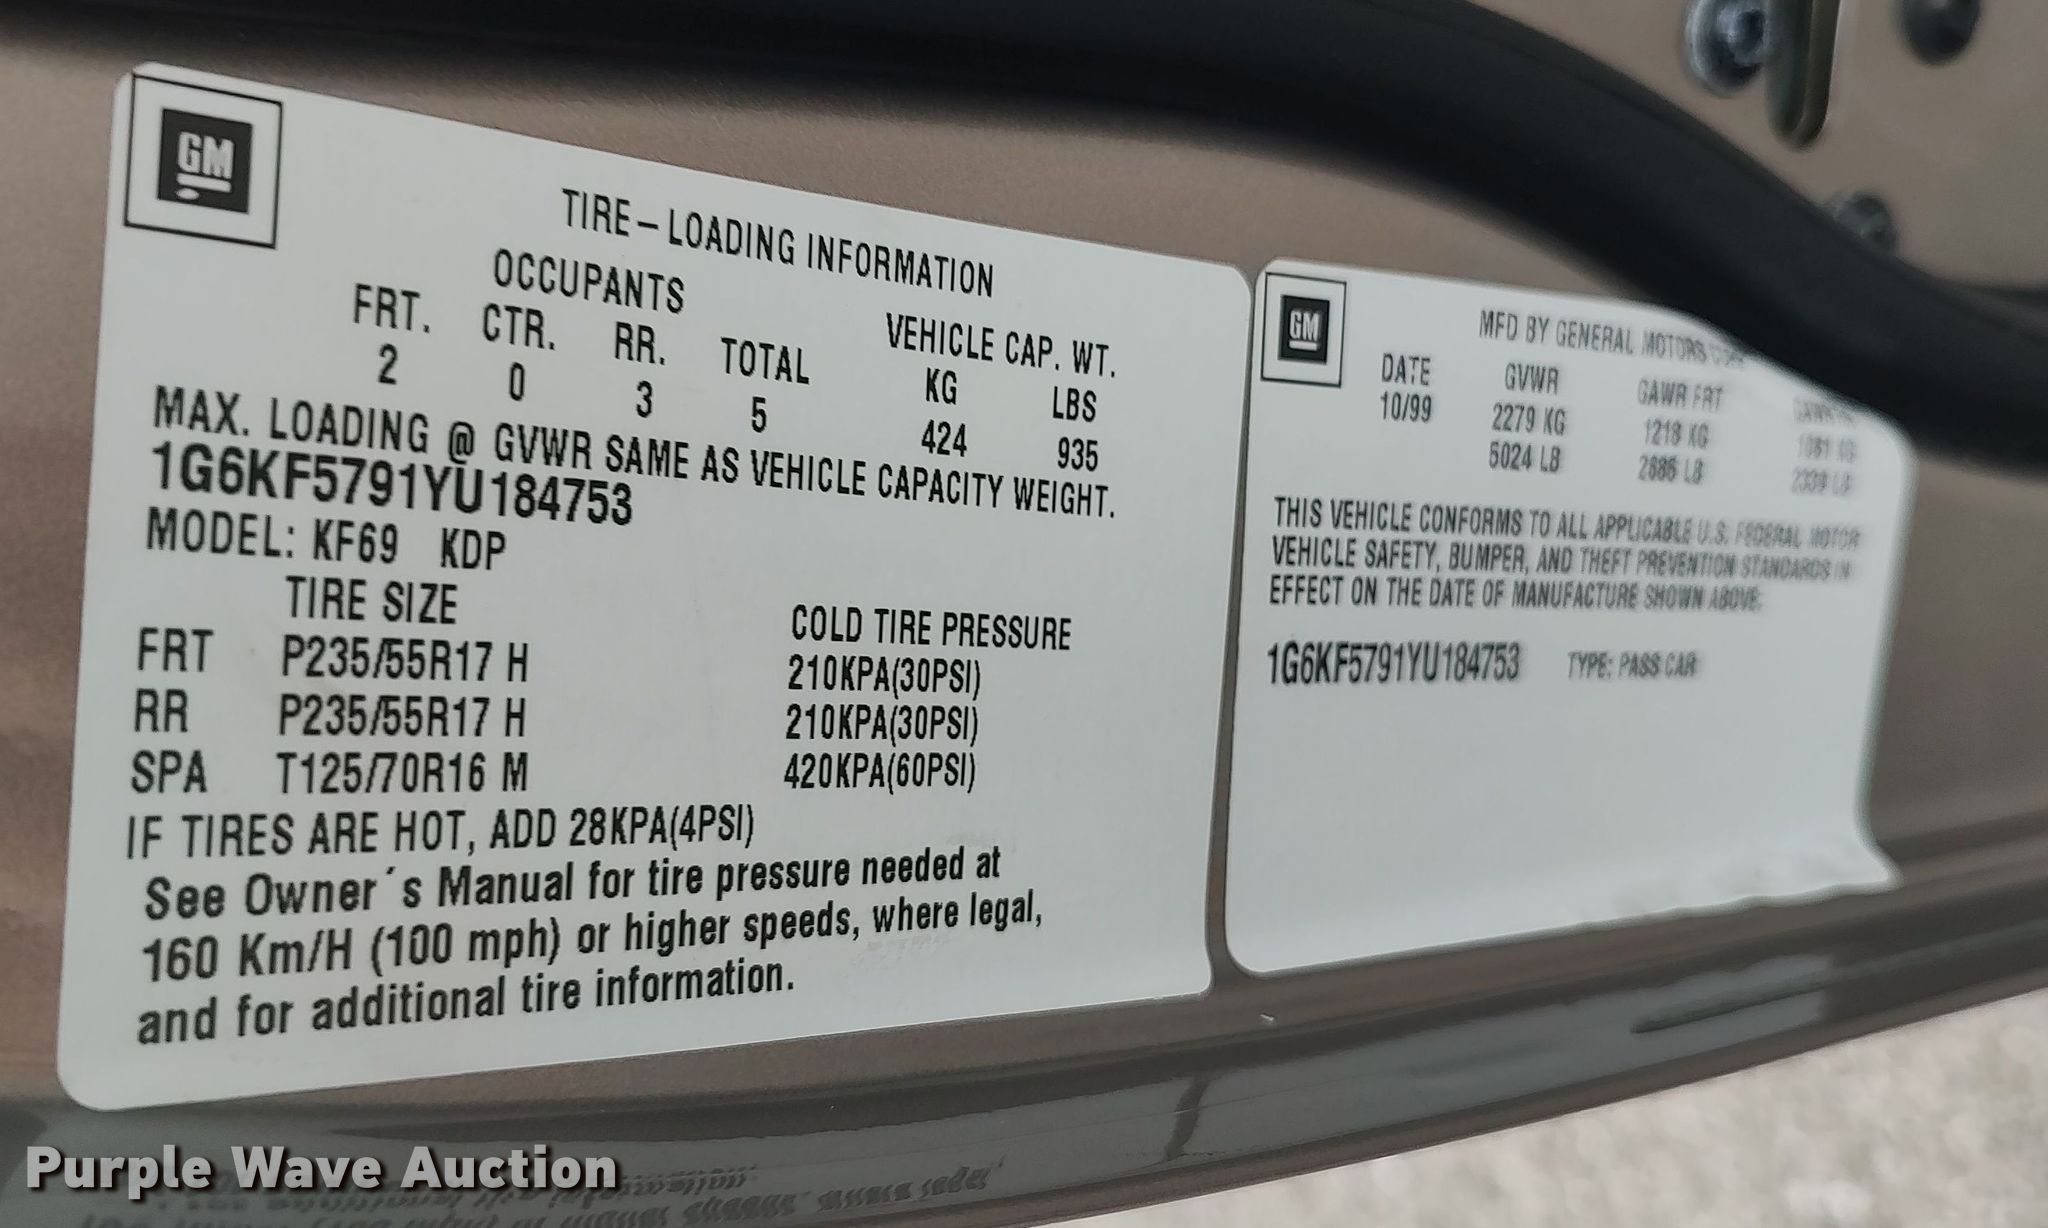 GM
TIRE-LOADING INFORMATION
OCCUPANTS
VEHICLE CAP. WT.
FRT. CTR. RR. TOTAL KG LBS
2 0 3 5 424 935
MAX. LOADING @ GVWR SAME AS VEHICLE CAPACITY WEIGHT.
1G6KF5791YU184753
MODEL: KF69 KDP
TIRE SIZE COLD TIRE PRESSURE
FRT P235/55R17 H 210KPA(30PSI)
RR P235/55R17 H 210KPA(30PSI)
SPA T125/70R16 M 420KPA(60PSI)
IF TIRES ARE HOT, ADD 28KPA(4PSI)
See Owner´s Manual for tire pressure needed at
160 Km/H (100 mph) or higher speeds, where legal,
and for additional tire information.
GM
MFD BY GENERAL MOTORS
DATE GVWR GAWR FRT
10/99 2279 KG 1218 KG 1061 KG
5024 LB 2685 LB 2339 LB
THIS VEHICLE CONFORMS TO ALL APPLICABLE U.S. FEDERAL MOTOR
VEHICLE SAFETY, BUMPER, AND THEFT PREVENTION STANDARDS IN
EFFECT ON THE DATE OF MANUFACTURE SHOWN ABOVE.
1G6KF5791YU184753 TYPE: PASS CAR
Purple Wave Auction